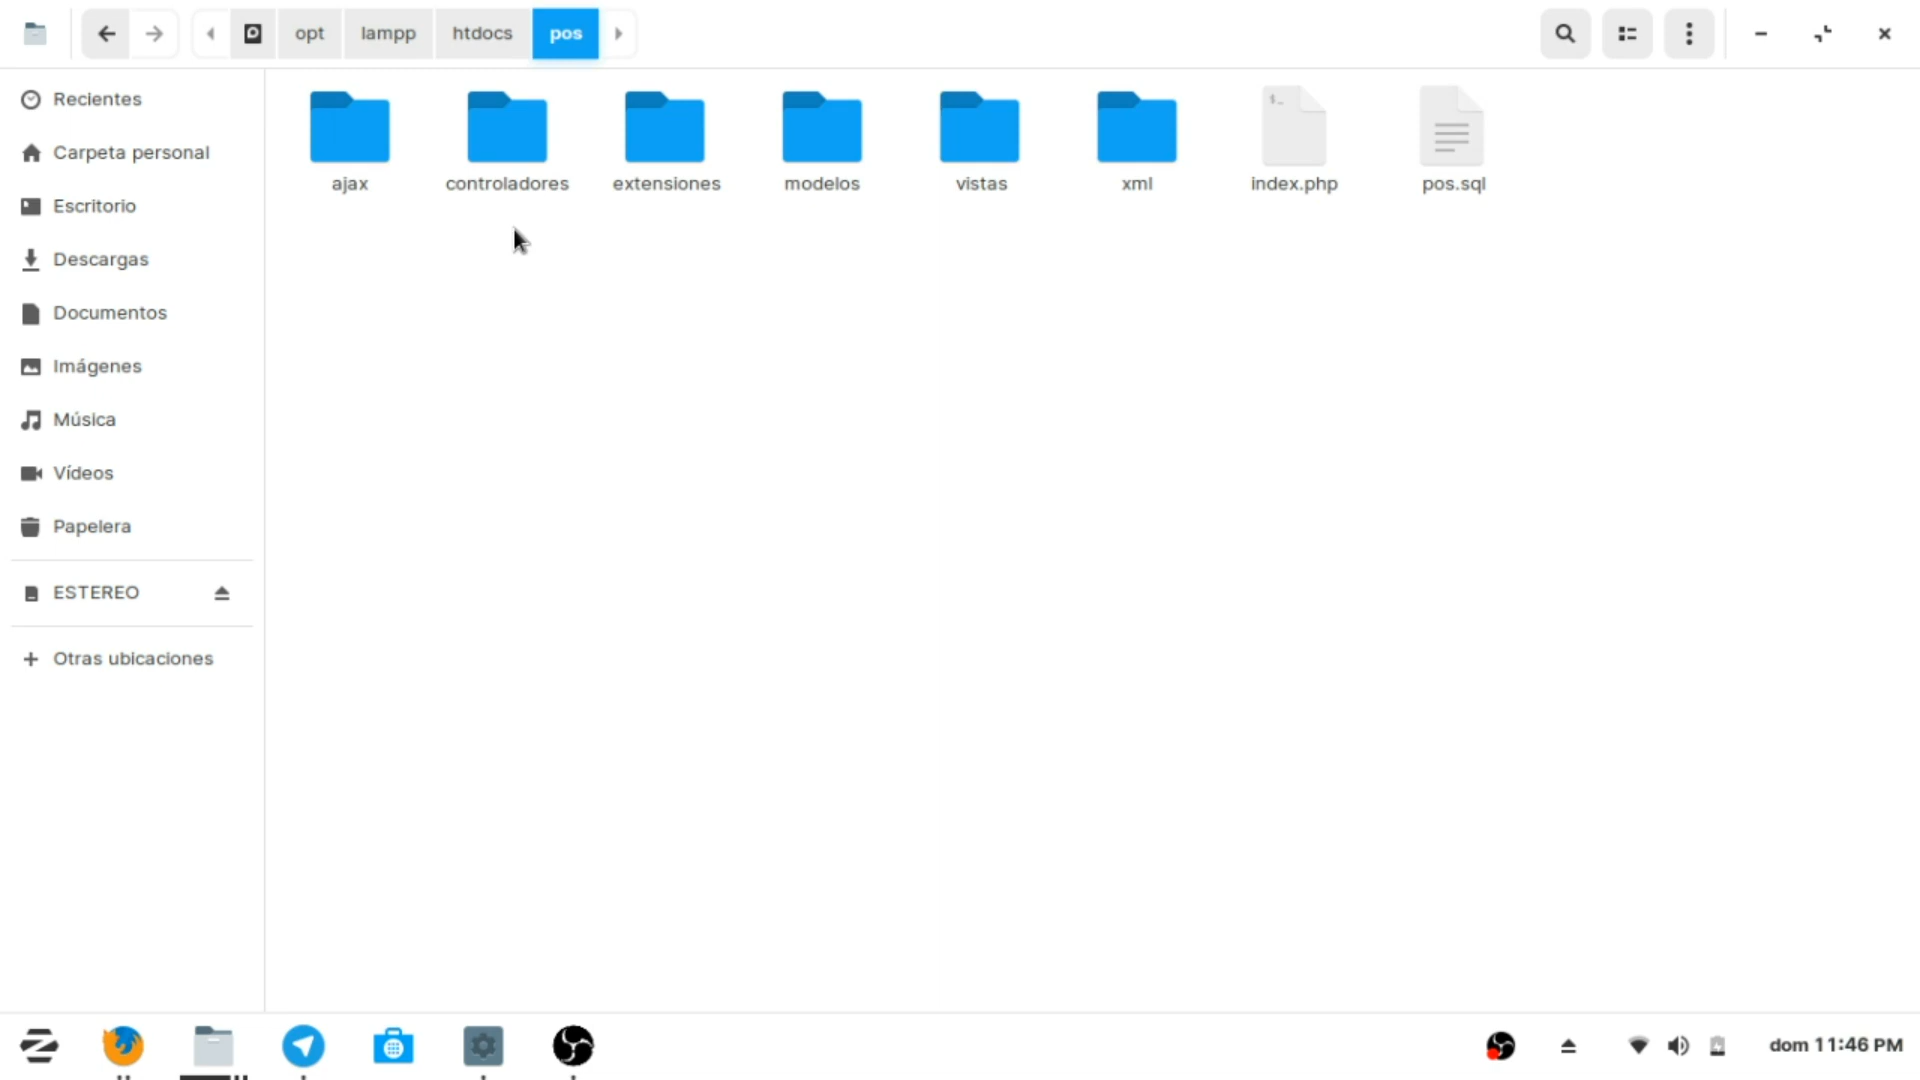 opt lampp htdocs pos
Recientes
Carpeta personal
Escritorio
Descargas
Documentos
Imágenes
Música
Vídeos
Papelera
ESTEREO
Otras ubicaciones
ajax controladores extensiones modelos vistas xml index.php pos.sql
dom 11:46 PM